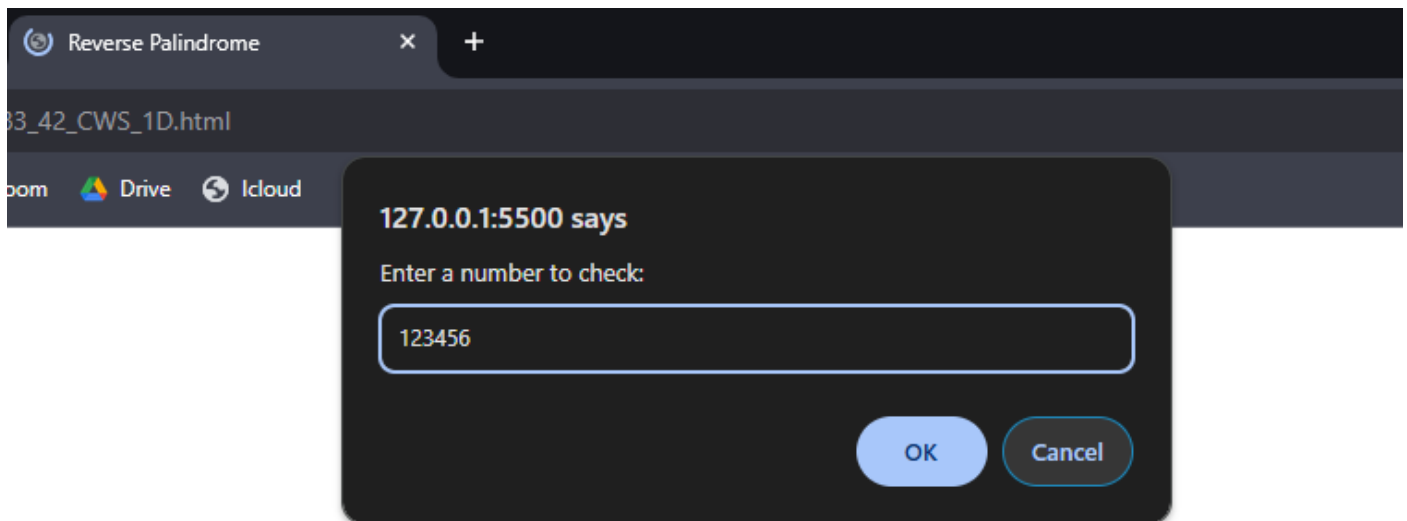 Reverse Palindrome × +
33_42_CWS_1D.html
oom Drive Icloud
127.0.0.1:5500 says
Enter a number to check:
123456
OK Cancel